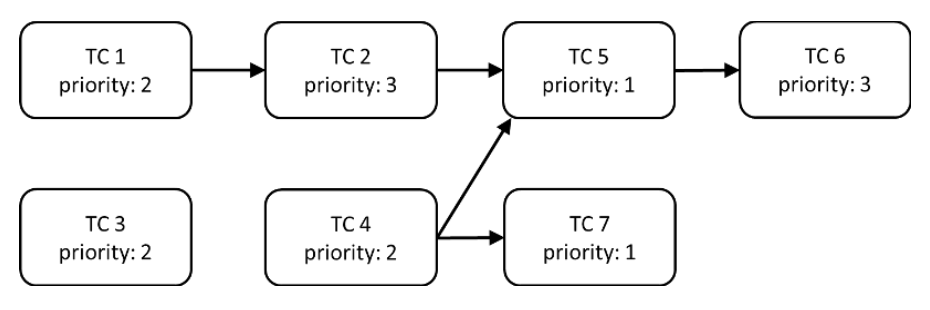 TC 1
priority: 2
TC 2
priority: 3
TC 5
priority: 1
TC 6
priority: 3
TC 3
priority: 2
TC 4
priority: 2
TC 7
priority: 1